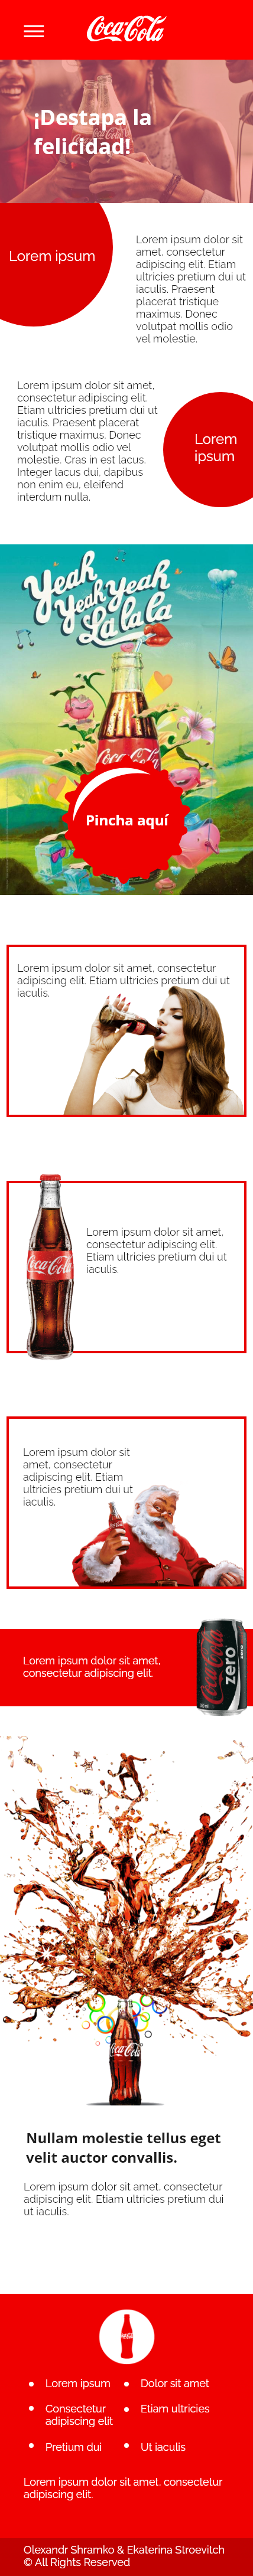 Coca-Cola
¡Destapa la
felicidad!
Lorem ipsum
Lorem ipsum dolor sit
amet, consectetur
adipiscing elit. Etiam
ultricies pretium dui ut
iaculis. Praesent
placerat tristique
maximus. Donec
volutpat mollis odio
vel molestie.
Lorem ipsum dolor sit amet,
consectetur adipiscing elit.
Etiam ultricies pretium dui ut
iaculis. Praesent placerat
tristique maximus. Donec
volutpat mollis odio vel
molestie. Cras in est lacus.
Integer lacus dui, dapibus
non enim eu, eleifend
interdum nulla.
Lorem
ipsum
Yeah
Yeah yeah
La la la
Coca-Cola
Pincha aquí
Lorem ipsum dolor sit amet, consectetur
adipiscing elit. Etiam ultricies pretium dui ut
iaculis.
Coca-Cola
Lorem ipsum dolor sit amet,
consectetur adipiscing elit.
Etiam ultricies pretium dui ut
iaculis.
Lorem ipsum dolor sit
amet, consectetur
adipiscing elit. Etiam
ultricies pretium dui ut
iaculis.
Lorem ipsum dolor sit amet,
consectetur adipiscing elit.
Coca-Cola
zero
Coca-Cola
Nullam molestie tellus eget
velit auctor convallis.
Lorem ipsum dolor sit amet, consectetur
adipiscing elit. Etiam ultricies pretium dui
ut iaculis.
Lorem ipsum
Dolor sit amet
Consectetur
adipiscing elit
Etiam ultricies
Pretium dui
Ut iaculis
Lorem ipsum dolor sit amet, consectetur
adipiscing elit.
Olexandr Shramko & Ekaterina Stroevitch
© All Rights Reserved